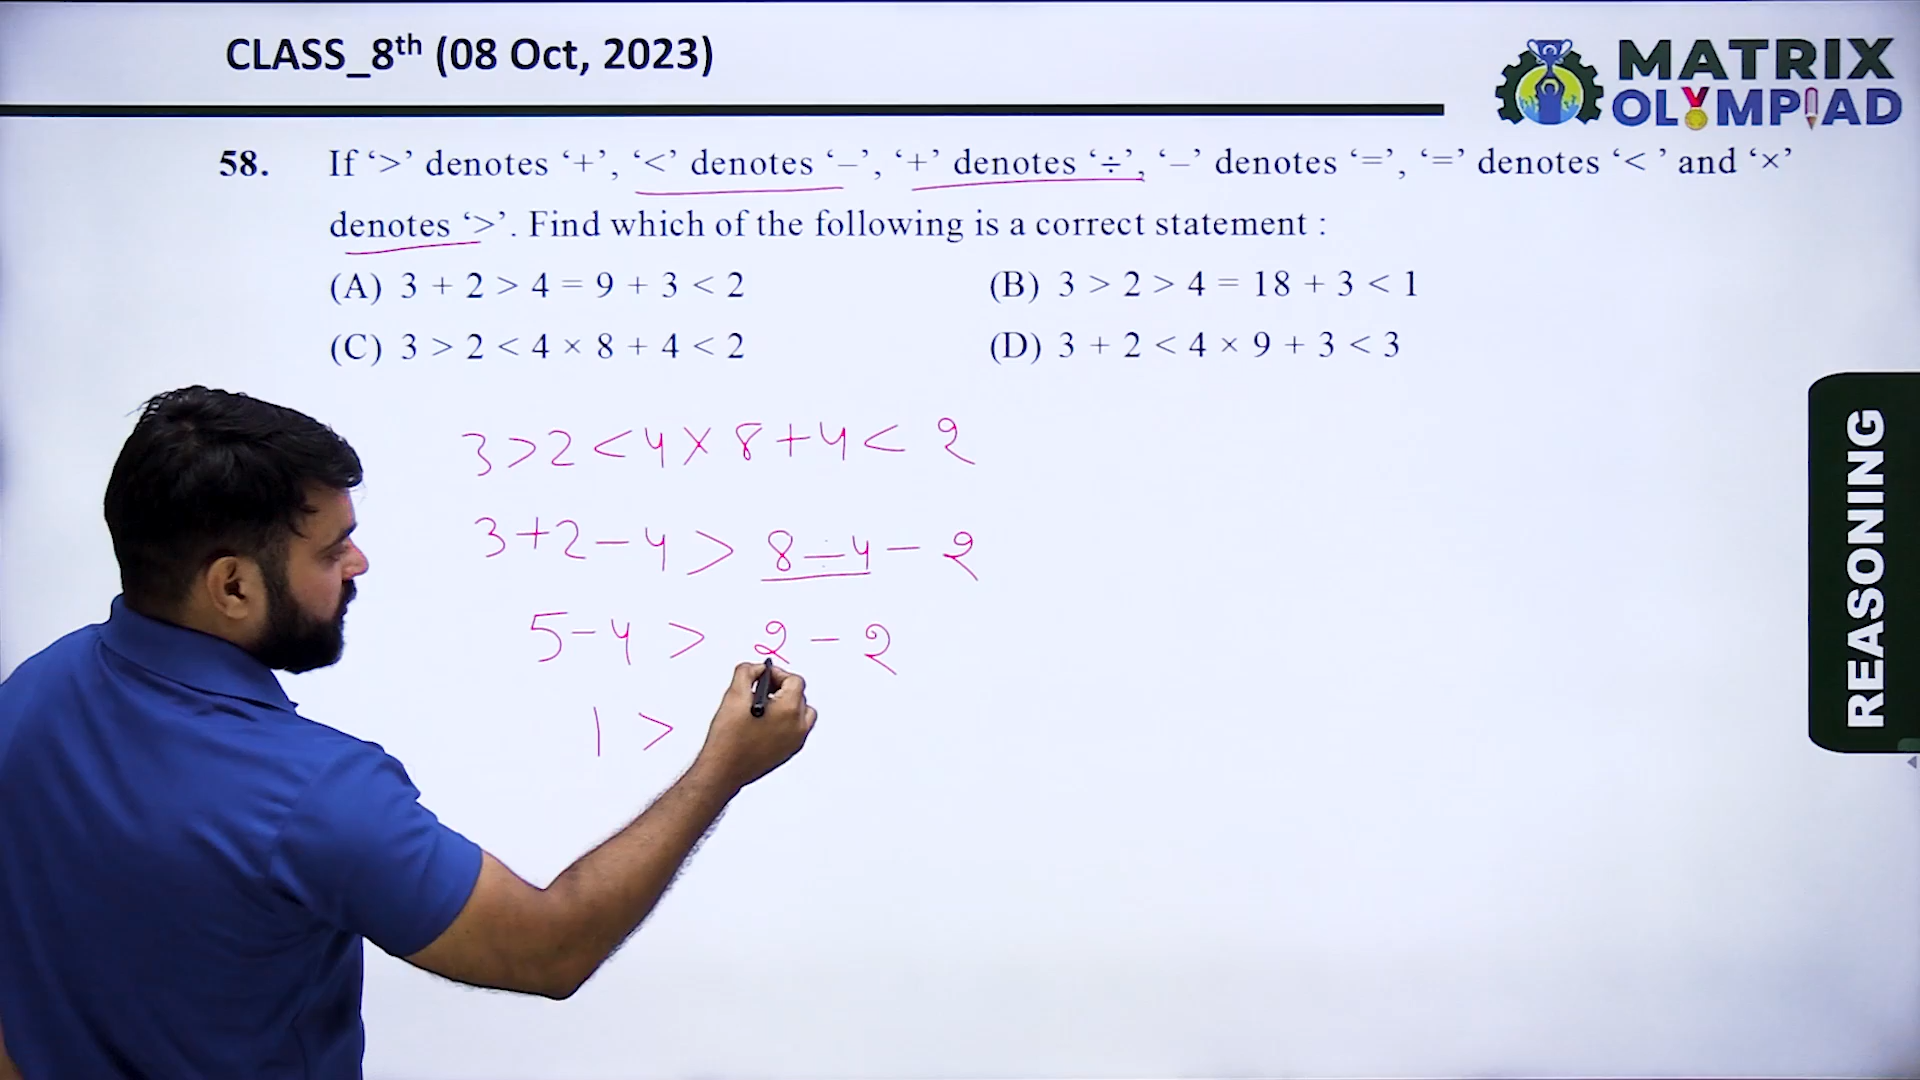 CLASS_8th (08 Oct, 2023)
MATRIX
OLYMPIAD
58. If ‘>’ denotes ‘+’, ‘<’ denotes ‘–’, ‘+’ denotes ‘÷’, ‘–’ denotes ‘=’, ‘=’ denotes ‘< ’ and ‘×’
denotes ‘>’. Find which of the following is a correct statement :
(A) 3 + 2 > 4 = 9 + 3 < 2 (B) 3 > 2 > 4 = 18 + 3 < 1
(C) 3 > 2 < 4 × 8 + 4 < 2 (D) 3 + 2 < 4 × 9 + 3 < 3
3 > 2 < 4 × 8 + 4 < 2
3 + 2 – 4 > 8 ÷ 4 – 2
5 – 4 > 2 – 2
1 >
REASONING